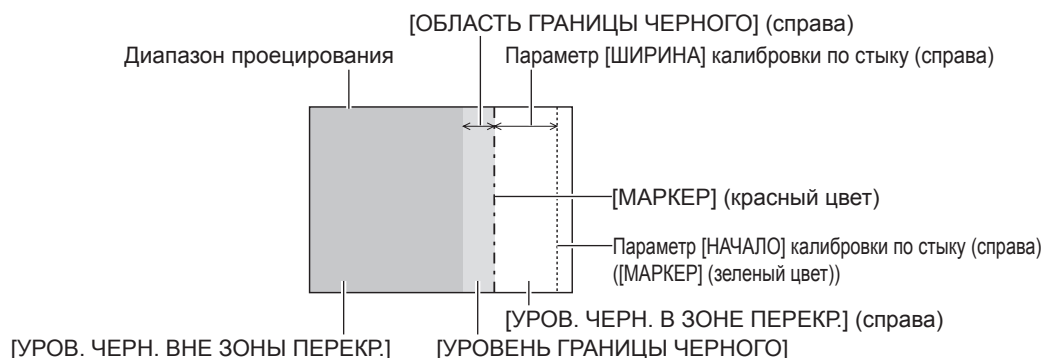 [ОБЛАСТЬ ГРАНИЦЫ ЧЕРНОГО] (справа)
Диапазон проецирования
Параметр [ШИРИНА] калибровки по стыку (справа)
[МАРКЕР] (красный цвет)
Параметр [НАЧАЛО] калибровки по стыку (справа)
([МАРКЕР] (зеленый цвет))
[УРОВ. ЧЕРН. В ЗОНЕ ПЕРЕКР.] (справа)
[УРОВ. ЧЕРН. ВНЕ ЗОНЫ ПЕРЕКР.]
[УРОВЕНЬ ГРАНИЦЫ ЧЕРНОГО]